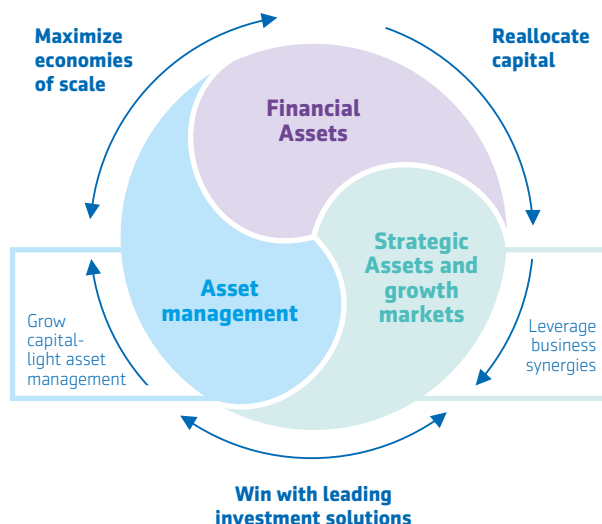 Maximize
economies
of scale
Reallocate
capital
Financial
Assets
Strategic
Assets and
growth
markets
Asset
management
Grow
capital-
light asset
management
Leverage
business
synergies
Win with leading
investment solutions